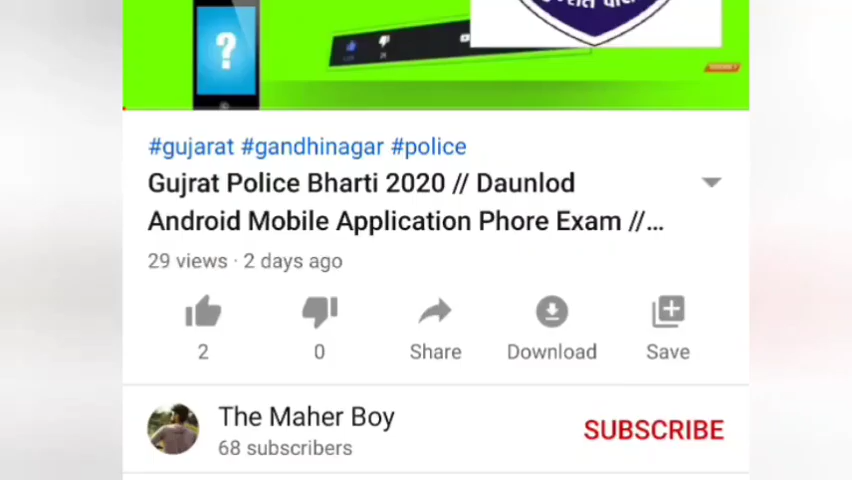 ?
#gujarat #gandhinagar #police
Gujrat Police Bharti 2020 // Daunlod
Android Mobile Application Phore Exam //...
29 views · 2 days ago
2
0
Share
Download
Save
The Maher Boy
68 subscribers
SUBSCRIBE